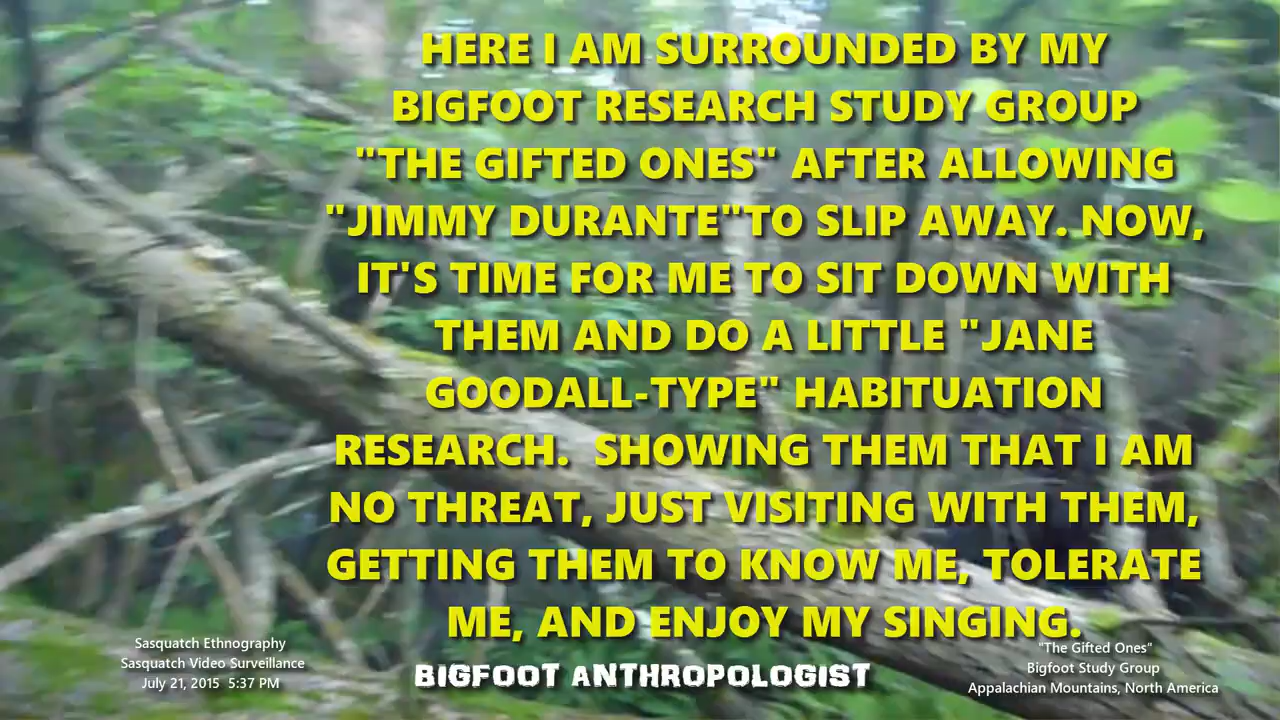 HERE I AM SURROUNDED BY MY
BIGFOOT RESEARCH STUDY GROUP
"THE GIFTED ONES" AFTER ALLOWING
"JIMMY DURANTE"TO SLIP AWAY. NOW,
IT'S TIME FOR ME TO SIT DOWN WITH
THEM AND DO A LITTLE "JANE
GOODALL-TYPE" HABITUATION
RESEARCH.  SHOWING THEM THAT I AM
NO THREAT, JUST VISITING WITH THEM,
GETTING THEM TO KNOW ME, TOLERATE
ME, AND ENJOY MY SINGING.
Sasquatch Ethnography
Sasquatch Video Surveillance
July 21, 2015  5:37 PM
BIGFOOT ANTHROPOLOGIST
"The Gifted Ones"
Bigfoot Study Group
Appalachian Mountains, North America